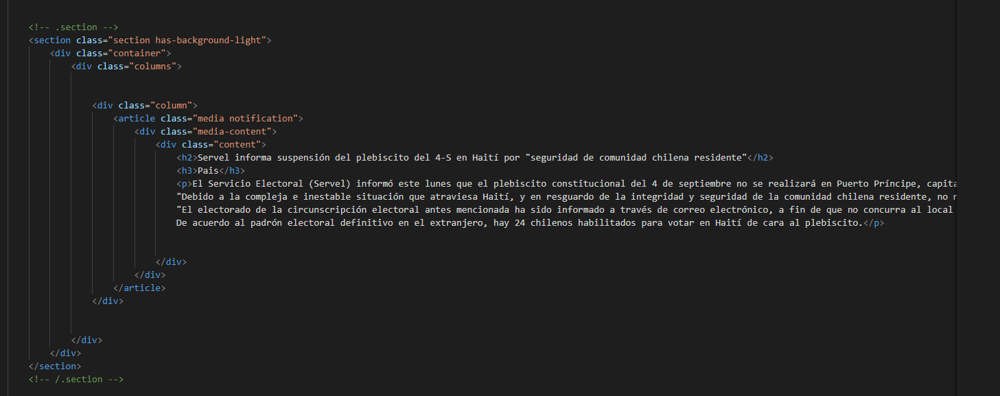 <!-- .section -->
<section class="section has-background-light">
<div class="container">
<div class="columns">
<div class="column">
<article class="media notification">
<div class="media-content">
<div class="content">
<h2>Servel informa suspensión del plebiscito del 4-S en Haití por "seguridad de comunidad chilena residente"</h2>
<h3>Pais</h3>
<p>El Servicio Electoral (Servel) informó este lunes que el plebiscito constitucional del 4 de septiembre no se realizará en Puerto Príncipe,
"Debido a la compleja e inestable situación que atraviesa Haití, y en resguardo de la integridad y seguridad de la comunidad chilena residente, no
"El electorado de la circunscripción electoral antes mencionada ha sido informado a través de correo electrónico, a fin de que no concurra al local
De acuerdo al padrón electoral definitivo en el extranjero, hay 24 chilenos habilitados para votar en Haití de cara al plebiscito.</p>
</div>
</div>
</article>
</div>
</div>
</div>
</section>
<!-- /.section -->